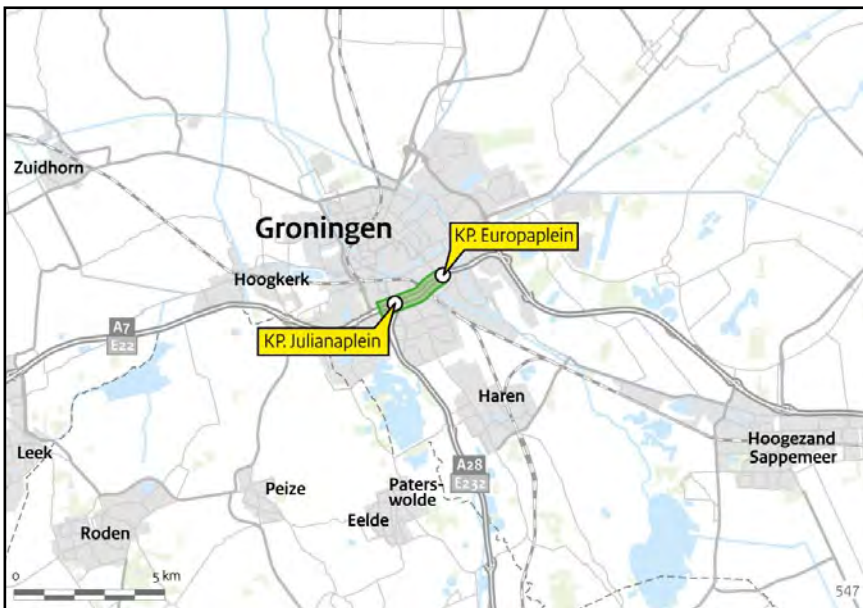 Zuidhorn
Groningen
KP. Europaplein
Hoogkerk
A7
E22
KP. Julianaplein
Haren
Leek
A28
E232
Hoogezand
Sappemeer
Peize
Paters-
wolde
Eelde
Roden
0 5 km
547